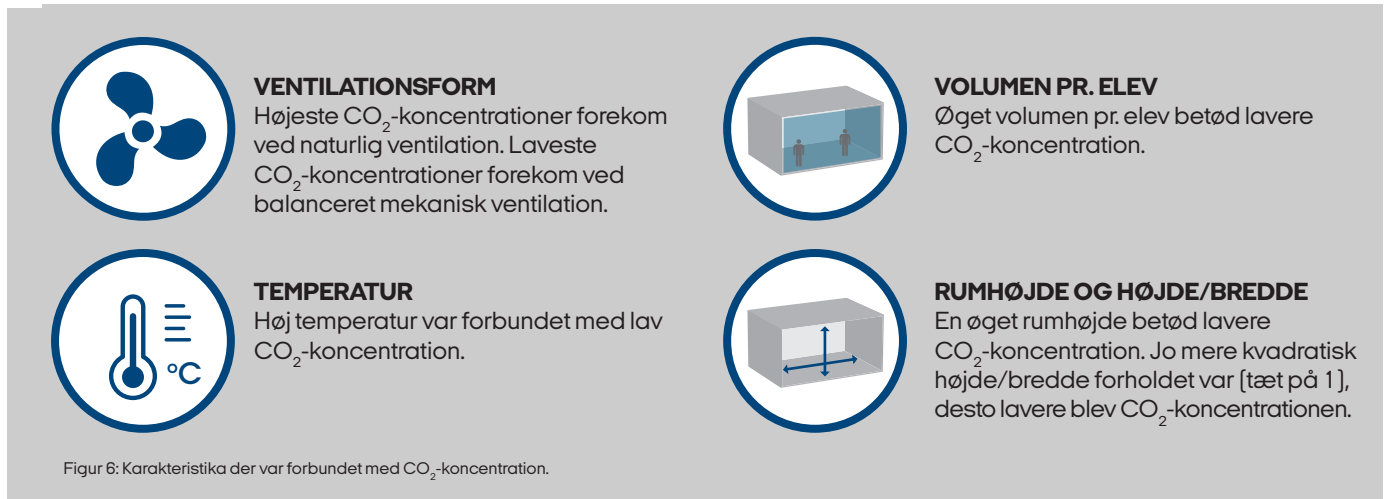 VENTILATIONSFORM
Højeste CO₂-koncentrationer forekom
ved naturlig ventilation. Laveste
CO₂-koncentrationer forekom ved
balanceret mekanisk ventilation.
VOLUMEN PR. ELEV
Øget volumen pr. elev betød lavere
CO₂-koncentration.
TEMPERATUR
Høj temperatur var forbundet med lav
CO₂-koncentration.
°C
RUMHØJDE OG HØJDE/BREDDE
En øget rumhøjde betød lavere
CO₂-koncentration. Jo mere kvadratisk
højde/bredde forholdet var (tæt på 1),
desto lavere blev CO₂-koncentrationen.
Figur 6: Karakteristika der var forbundet med CO₂-koncentration.